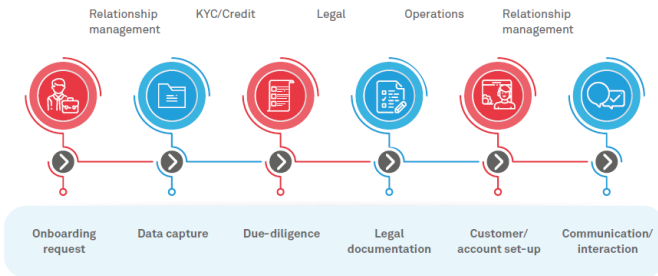 Relationship
management
KYC/Credit
Legal
Operations
Relationship
management
Onboarding
request
Data capture
Due-diligence
Legal
documentation
Customer/
account set-up
Communication/
interaction